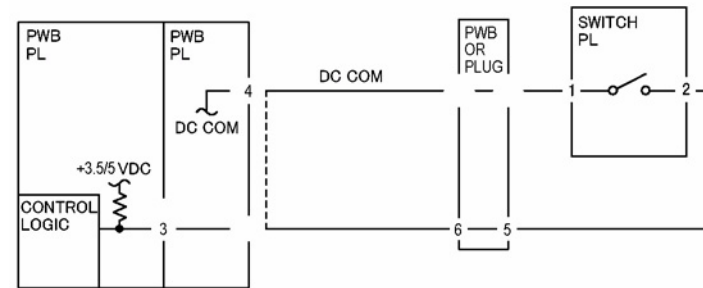 PWB
PL
PWB
PL
4
DC COM
DC COM
+3.5/5 VDC
CONTROL
LOGIC
3
PWB
OR
PLUG
6
5
SWITCH
PL
1
2